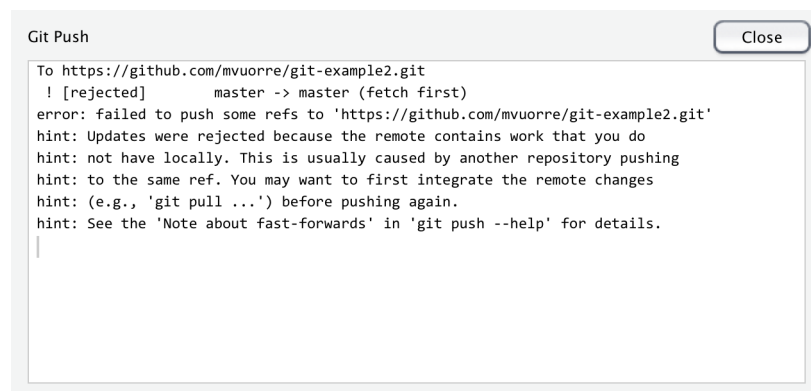 Git Push
Close
To https://github.com/mvuorre/git-example2.git
! [rejected] master -> master (fetch first)
error: failed to push some refs to 'https://github.com/mvuorre/git-example2.git'
hint: Updates were rejected because the remote contains work that you do
hint: not have locally. This is usually caused by another repository pushing
hint: to the same ref. You may want to first integrate the remote changes
hint: (e.g., 'git pull ...') before pushing again.
hint: See the 'Note about fast-forwards' in 'git push --help' for details.